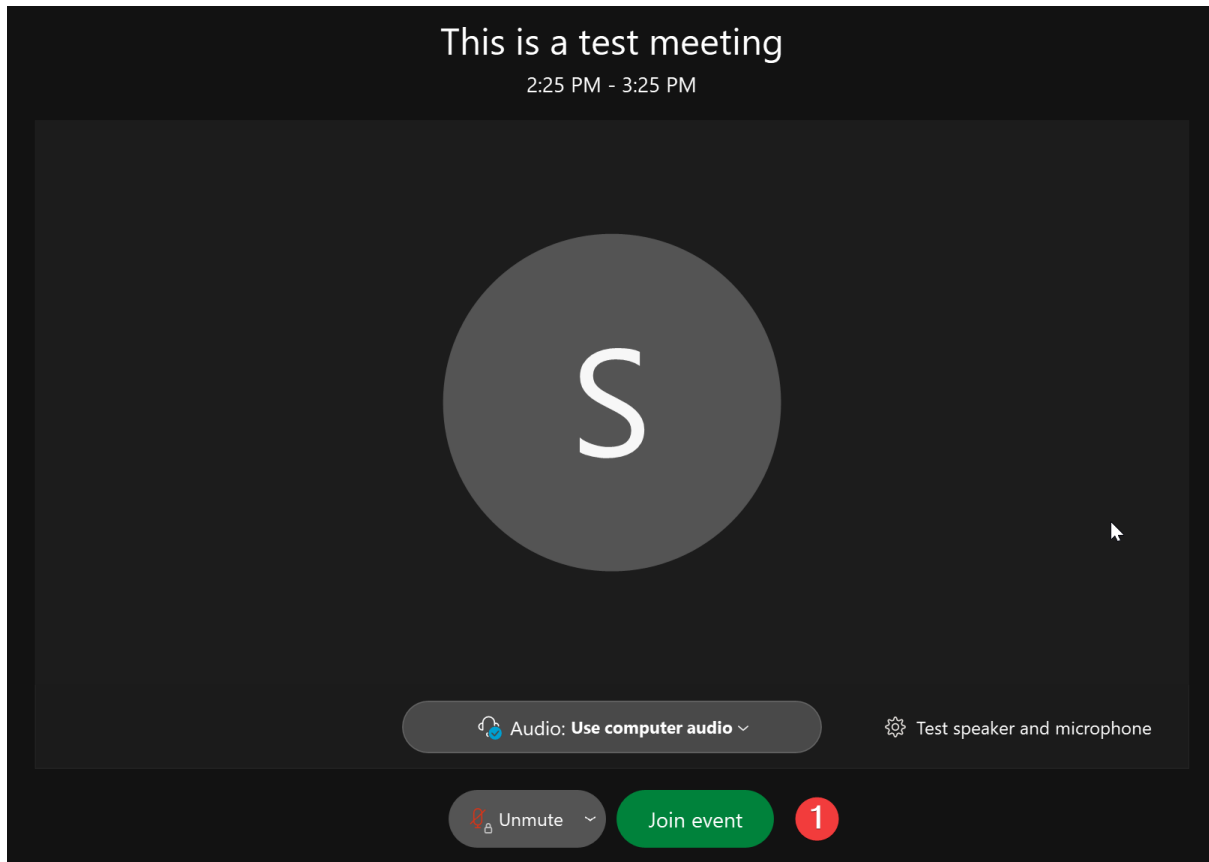 This is a test meeting
2:25 PM - 3:25 PM
S
Audio: Use computer audio
Test speaker and microphone
Unmute
Join event
1